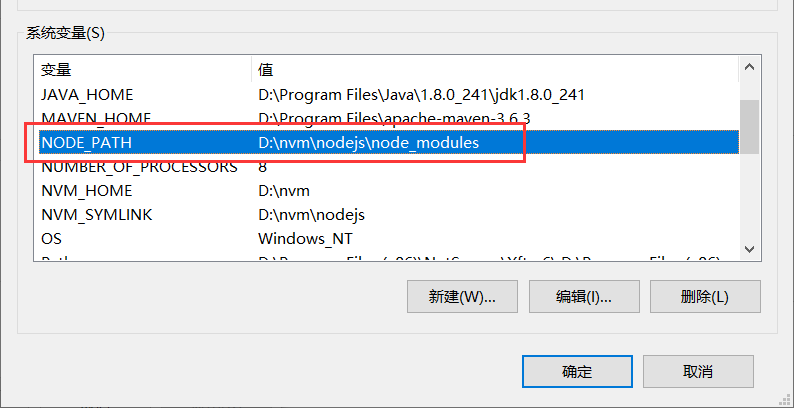 系统变量(S)
变量 值
JAVA_HOME D:\Program Files\Java\1.8.0_241\jdk1.8.0_241
MAVEN_HOME D:\Program Files\apache-maven-3.6.3
NODE_PATH D:\nvm\nodejs\node_modules
NUMBER_OF_PROCESSORS 8
NVM_HOME D:\nvm
NVM_SYMLINK D:\nvm\nodejs
OS Windows_NT
新建(W)... 编辑(I)... 删除(L)
确定 取消